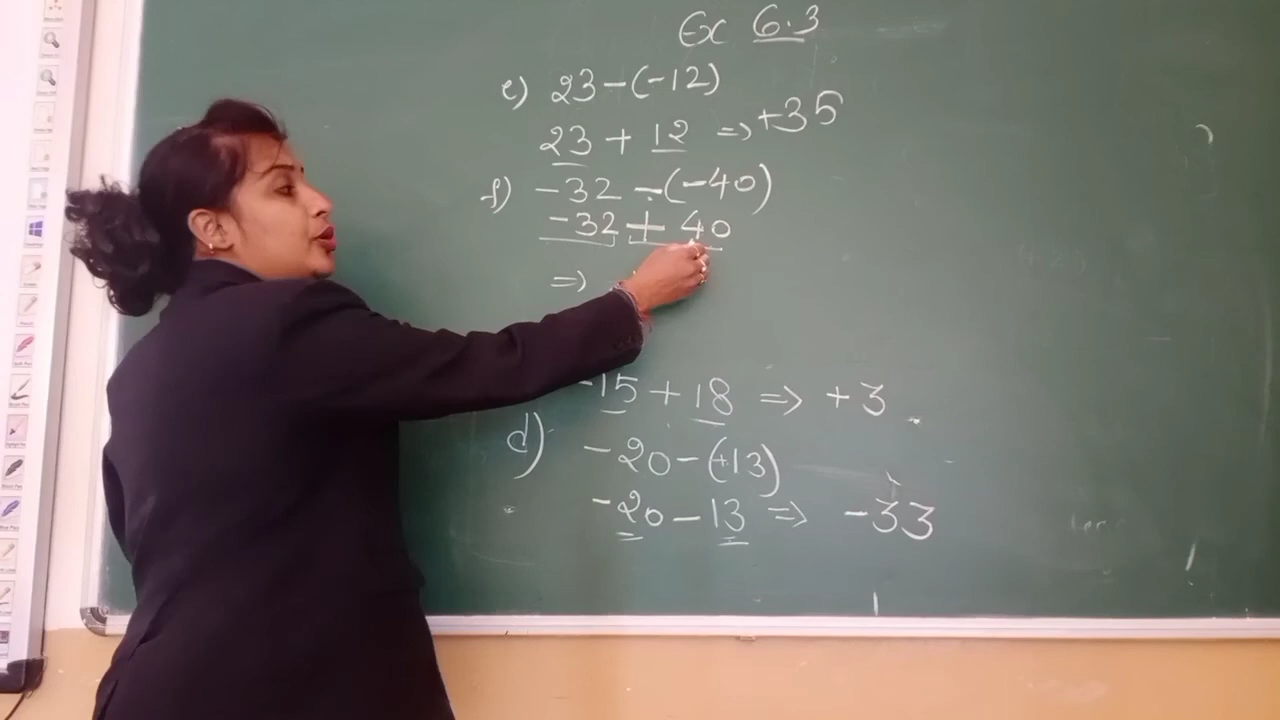 Ex 6.3
e) 23-(-12)
23 + 12 ⇒ +35
f) -32 -(-40)
-32 + 40
⇒
-15 + 18 ⇒ +3
d) -20-(+13)
-20 - 13 ⇒ -33